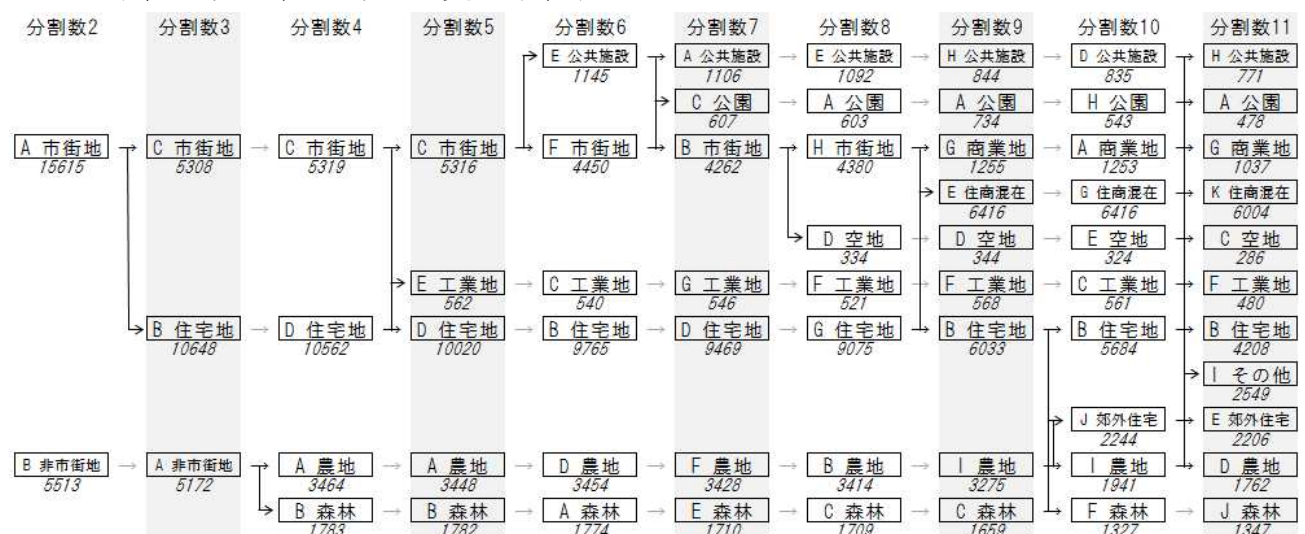 分割数2 分割数3 分割数4 分割数5 分割数6 分割数7 分割数8 分割数9 分割数10 分割数11
E 公共施設 A 公共施設 E 公共施設 H 公共施設 D 公共施設 H 公共施設
1145 1106 1092 844 835 771
C 公園 A 公園 A 公園 H 公園 A 公園
607 603 734 543 478
A 市街地 C 市街地 C 市街地 C 市街地 F 市街地 B 市街地 H 市街地 G 商業地 A 商業地 G 商業地
15615 5308 5319 5316 4450 4262 4380 1255 1253 1037
E 住商混在 G 住商混在 K 住商混在
6416 6416 6004
D 空地 D 空地 E 空地 C 空地
334 344 324 286
E 工業地 C 工業地 G 工業地 F 工業地 F 工業地 C 工業地 F 工業地
562 540 546 521 568 561 480
B 住宅地 D 住宅地 D 住宅地 B 住宅地 D 住宅地 G 住宅地 B 住宅地 B 住宅地 B 住宅地
10648 10562 10020 9765 9469 9075 6033 5684 4208
I その他
2549
J 郊外住宅 E 郊外住宅
2244 2206
B 非市街地 A 非市街地 A 農地 A 農地 D 農地 F 農地 B 農地 I 農地 I 農地 D 農地
5513 5172 3464 3448 3454 3428 3414 3275 1941 1762
B 森林 B 森林 A 森林 E 森林 C 森林 C 森林 F 森林 J 森林
1783 1782 1774 1710 1709 1659 1327 1347